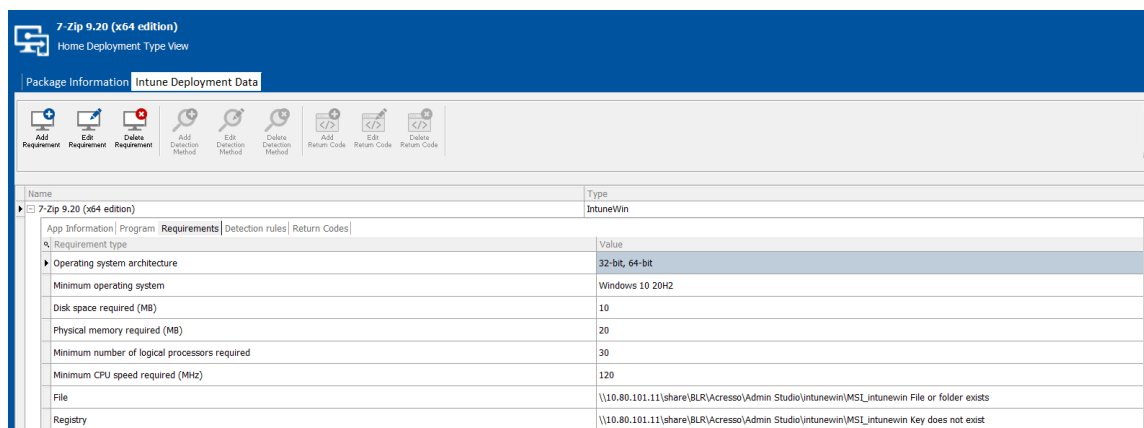 7-Zip 9.20 (x64 edition)
Home Deployment Type View
Package Information Intune Deployment Data
Add Requirement
Edit Requirement
Delete Requirement
Add Detection Method
Edit Detection Method
Delete Detection Method
Add Return Code
Edit Return Code
Delete Return Code
Name Type
7-Zip 9.20 (x64 edition) IntuneWin
App Information Program Requirements Detection rules Return Codes
Requirement type Value
Operating system architecture 32-bit, 64-bit
Minimum operating system Windows 10 20H2
Disk space required (MB) 10
Physical memory required (MB) 20
Minimum number of logical processors required 30
Minimum CPU speed required (MHz) 120
File \\10.80.101.11\share\BLR\Acresso\Admin Studio\intunewin\MSI_intunewin File or folder exists
Registry \\10.80.101.11\share\BLR\Acresso\Admin Studio\intunewin\MSI_intunewin Key does not exist